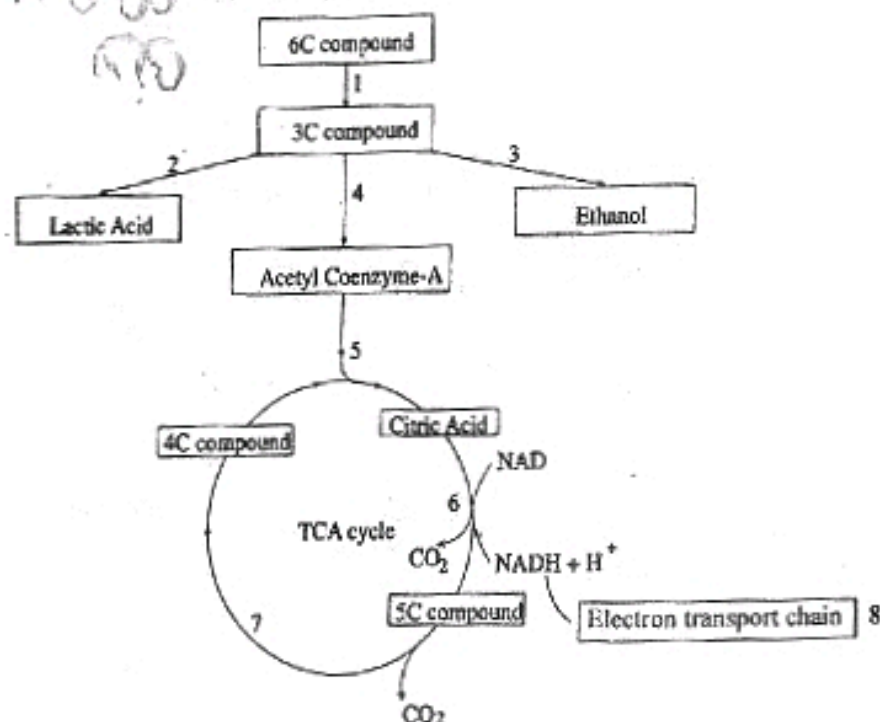 6C compound
1
3C compound
2
3
4
Lactic Acid
Ethanol
Acetyl Coenzyme-A
5
4C compound
Citric Acid
NAD
6
TCA cycle
CO2
NADH + H+
5C compound
Electron transport chain 8
7
CO2